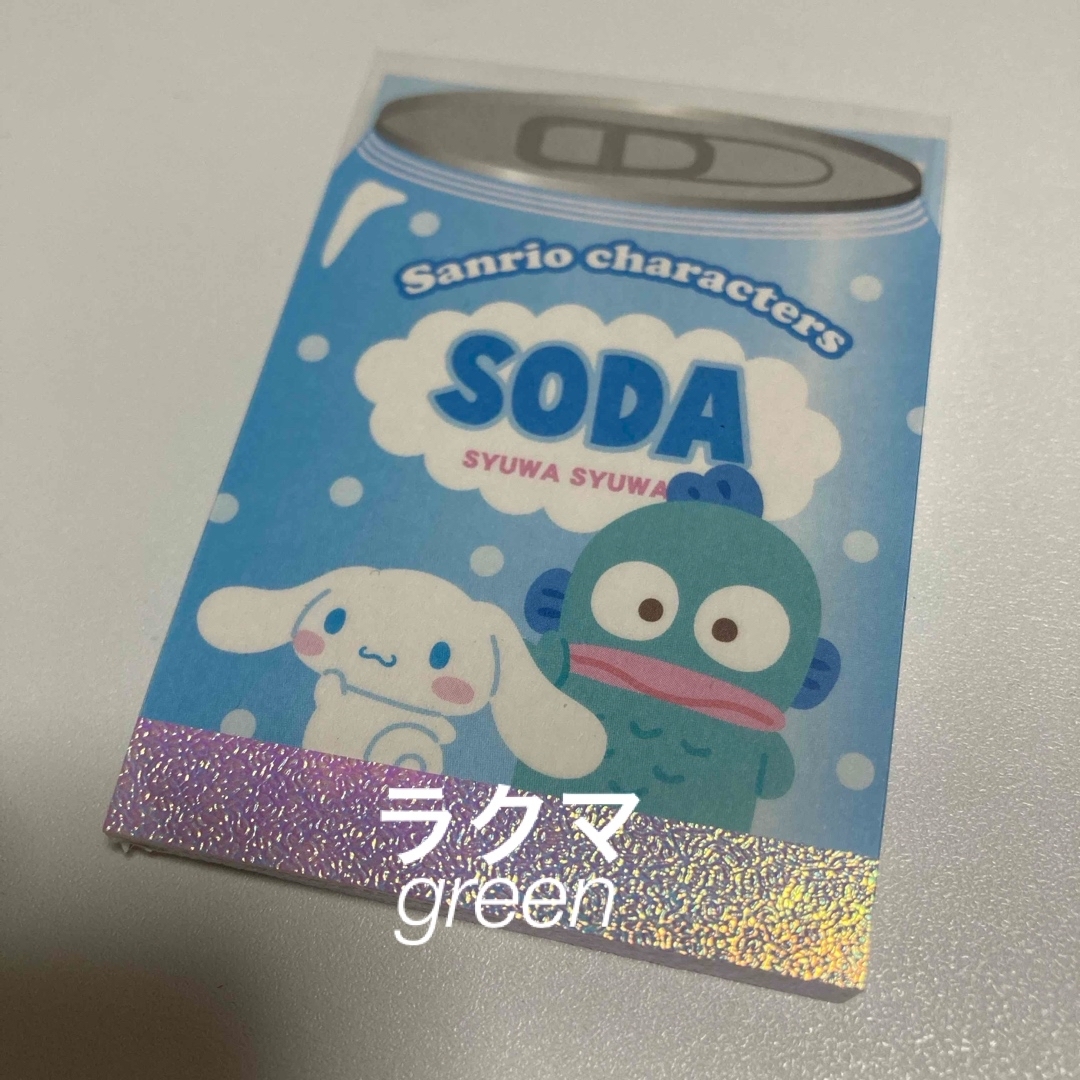 Sanrio characters
SODA
SYUWA SYUWA
ラクマ
green